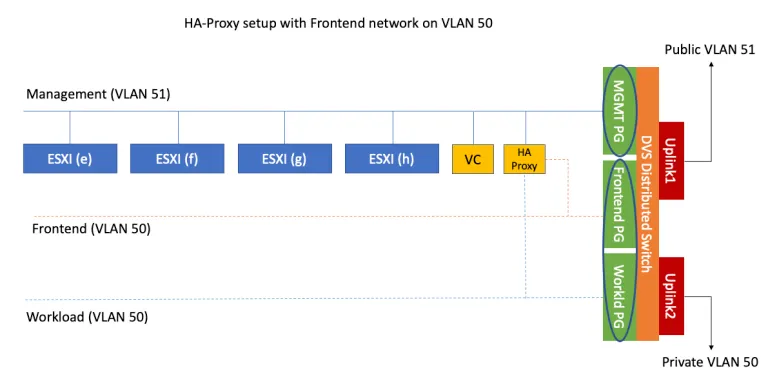 HA-Proxy setup with Frontend network on VLAN 50
Public VLAN 51
Management (VLAN 51)
MGMT PG
ESXI (e)
ESXI (f)
ESXI (g)
ESXI (h)
VC
HA
Proxy
DVS Distributed Switch
Uplink1
Frontend PG
Frontend (VLAN 50)
Workld PG
Uplink2
Workload (VLAN 50)
Private VLAN 50